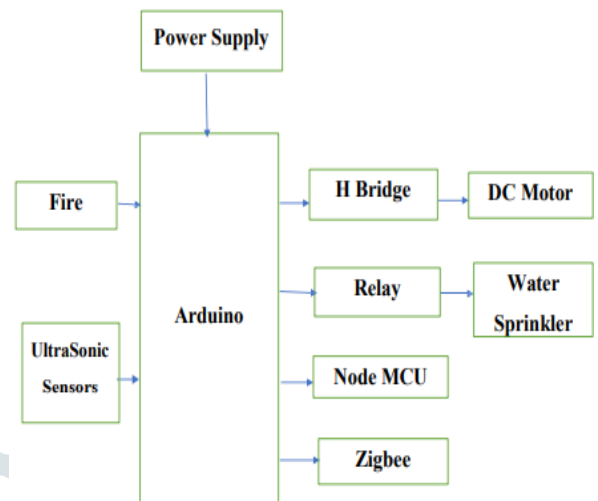 Power Supply
Fire
H Bridge
DC Motor
Relay
Water
Sprinkler
Arduino
UltraSonic
Sensors
Node MCU
Zigbee